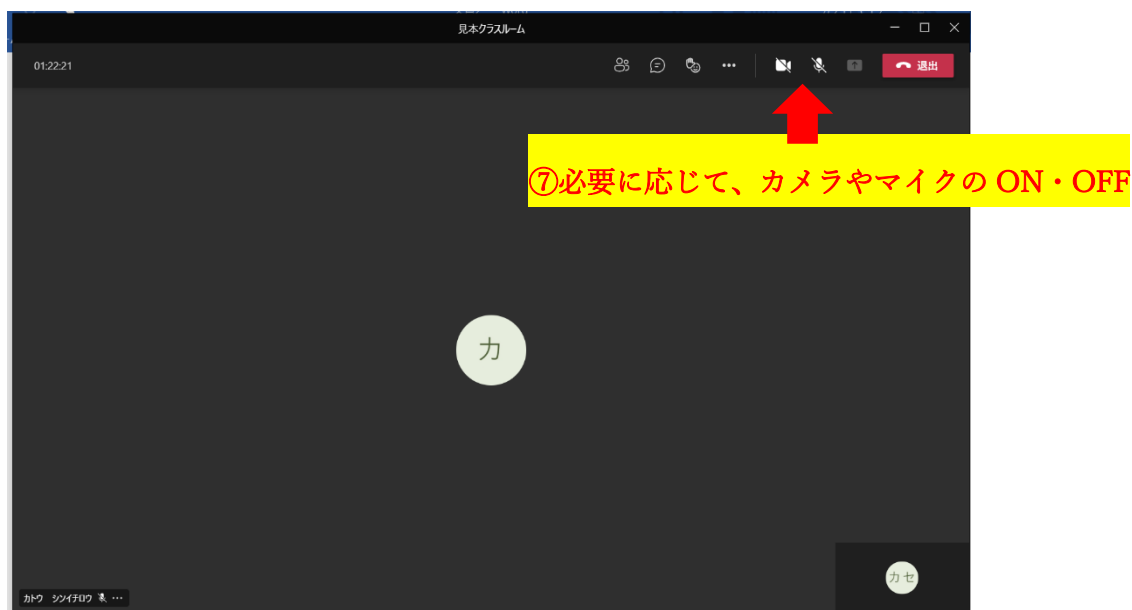 見本クラスルーム
01:22:21
退出
⑦必要に応じて、カメラやマイクの ON・OFF
カ
カセ
カトウ シンイチロウ